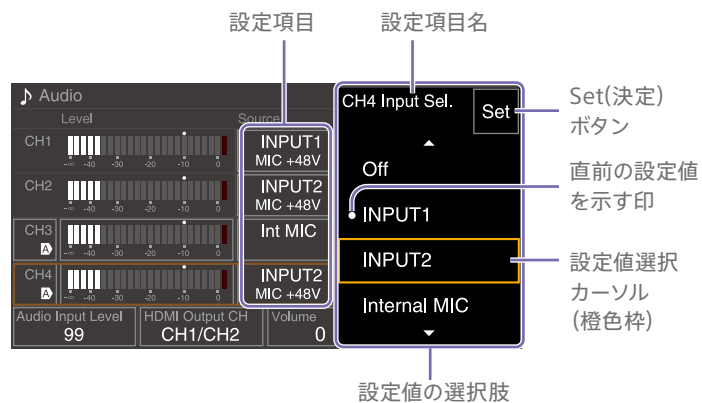 設定項目
設定項目名
♪ Audio
Level
Source
CH1
-∞ -40 -30 -20 -10 0
INPUT1
MIC +48V
CH2
-∞ -40 -30 -20 -10 0
INPUT2
MIC +48V
CH3
A
-∞ -40 -30 -20 -10 0
Int MIC
CH4
A
-∞ -40 -30 -20 -10 0
INPUT2
MIC +48V
Audio Input Level
99
HDMI Output CH
CH1/CH2
Volume
0
CH4 Input Sel.
Set
Off
INPUT1
INPUT2
Internal MIC
Set(決定)
ボタン
直前の設定値
を示す印
設定値選択
カーソル
(橙色枠)
設定値の選択肢